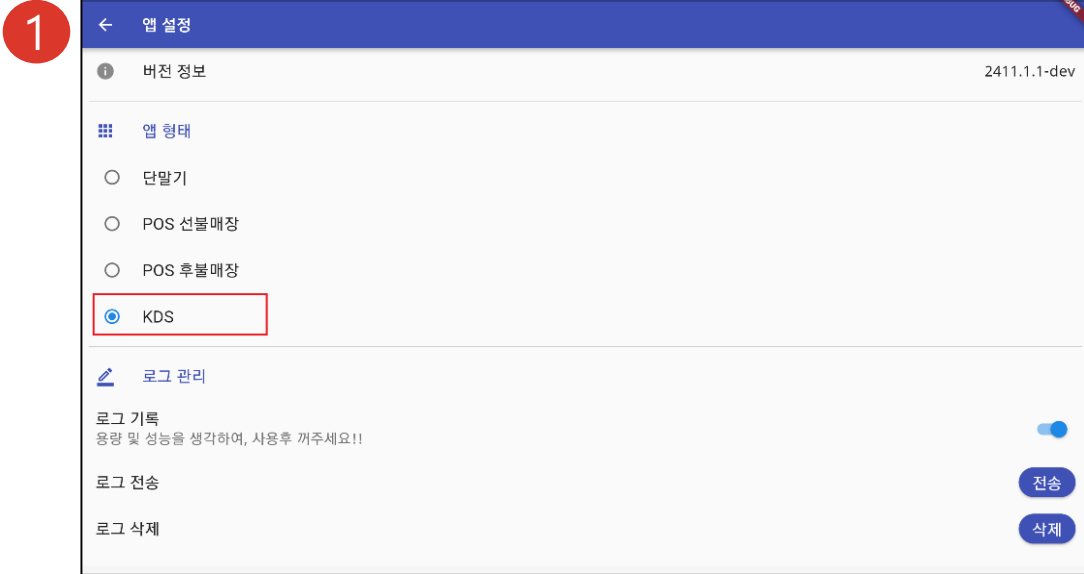 1
앱 설정
버전 정보
2411.1.1-dev
앱 형태
단말기
POS 선불매장
POS 후불매장
KDS
로그 관리
로그 기록
용량 및 성능을 생각하여, 사용후 꺼주세요!!
로그 전송
전송
로그 삭제
삭제